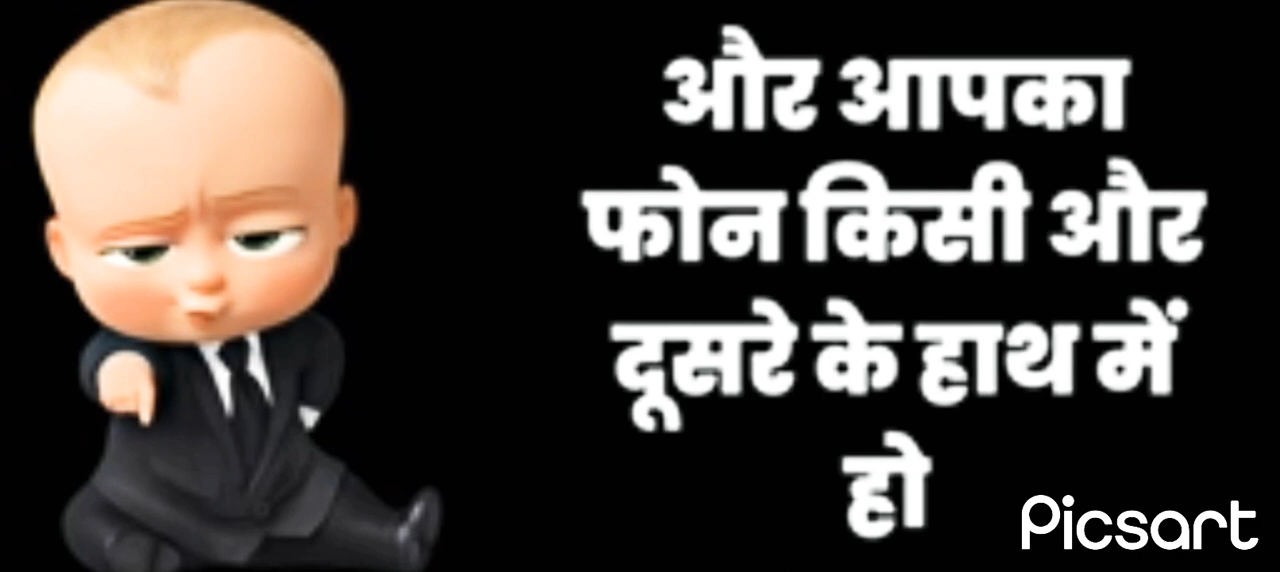 और आपका
फोन किसी और
दूसरे के हाथ में
हो
Picsart